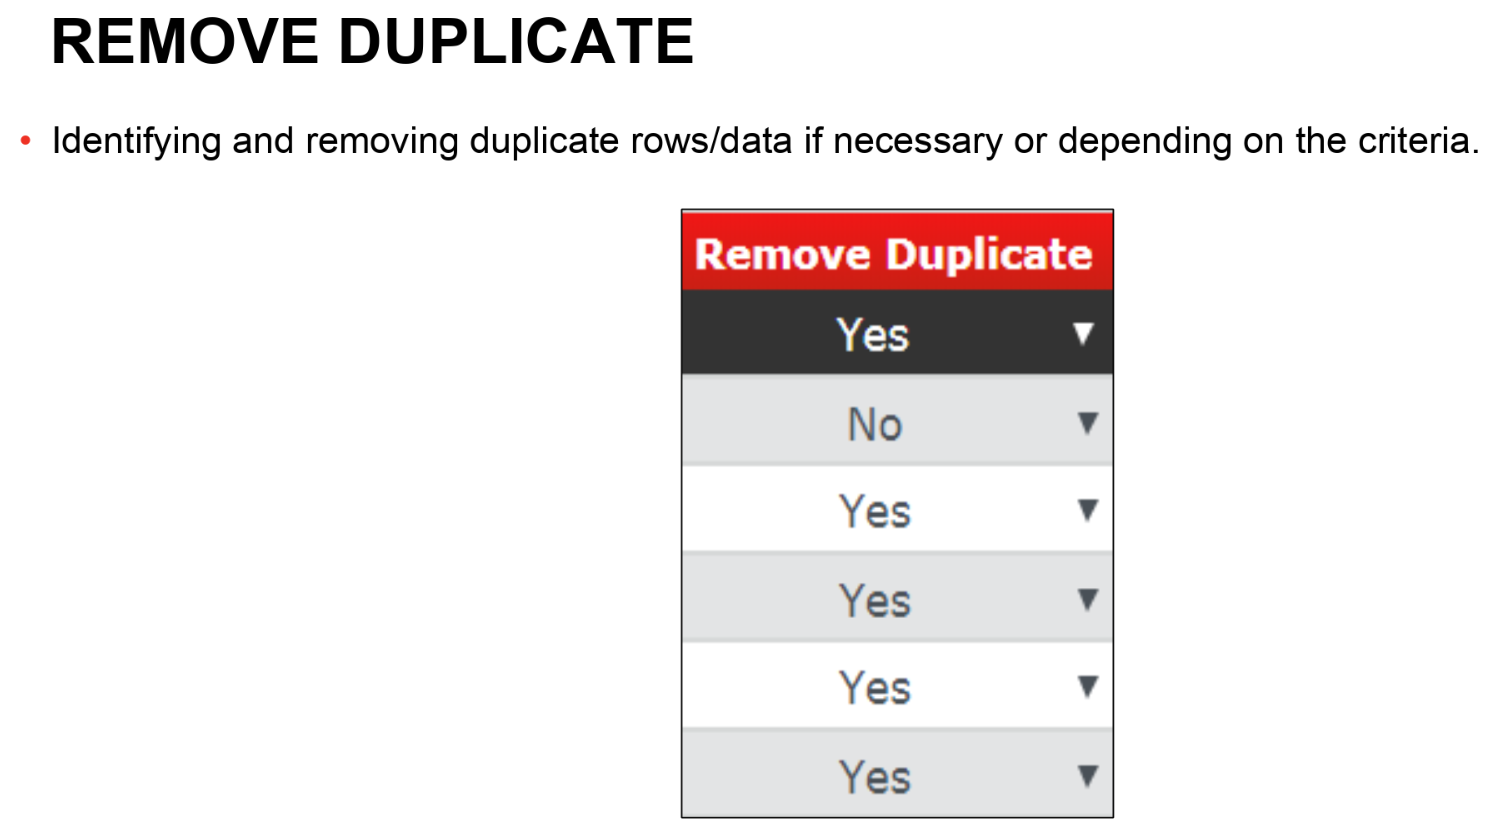 REMOVE DUPLICATE
• Identifying and removing duplicate rows/data if necessary or depending on the criteria.
Remove Duplicate
Yes ▼
No ▼
Yes ▼
Yes ▼
Yes ▼
Yes ▼